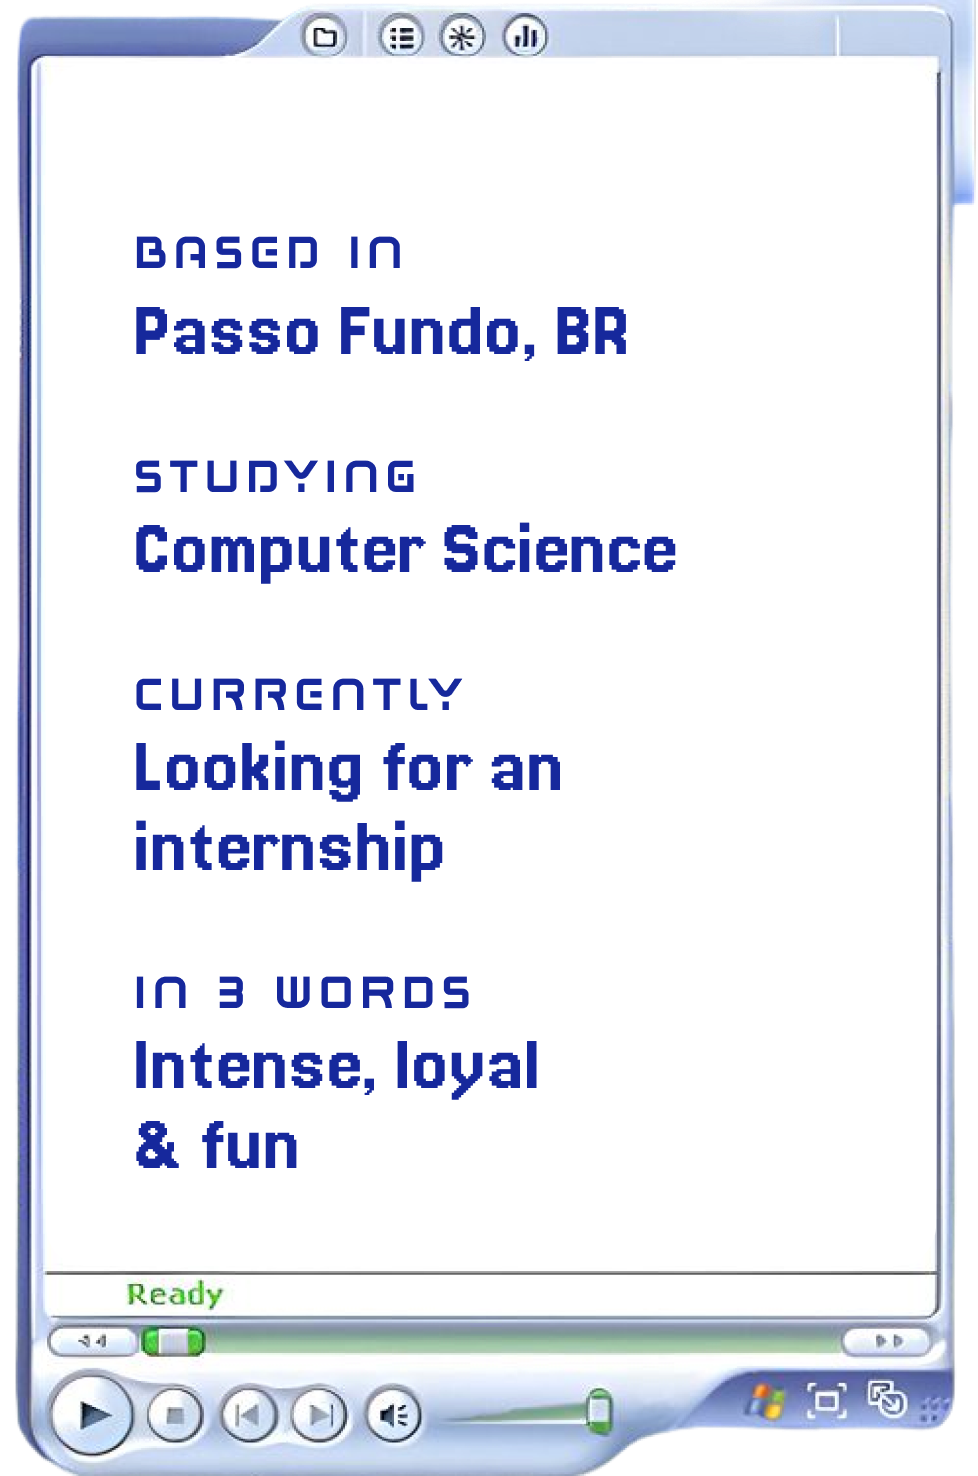 BASED IN
Passo Fundo, BR
STUDYING
Computer Science
CURRENTLY
Looking for an
internship
IN 3 WORDS
Intense, loyal
& fun
Ready